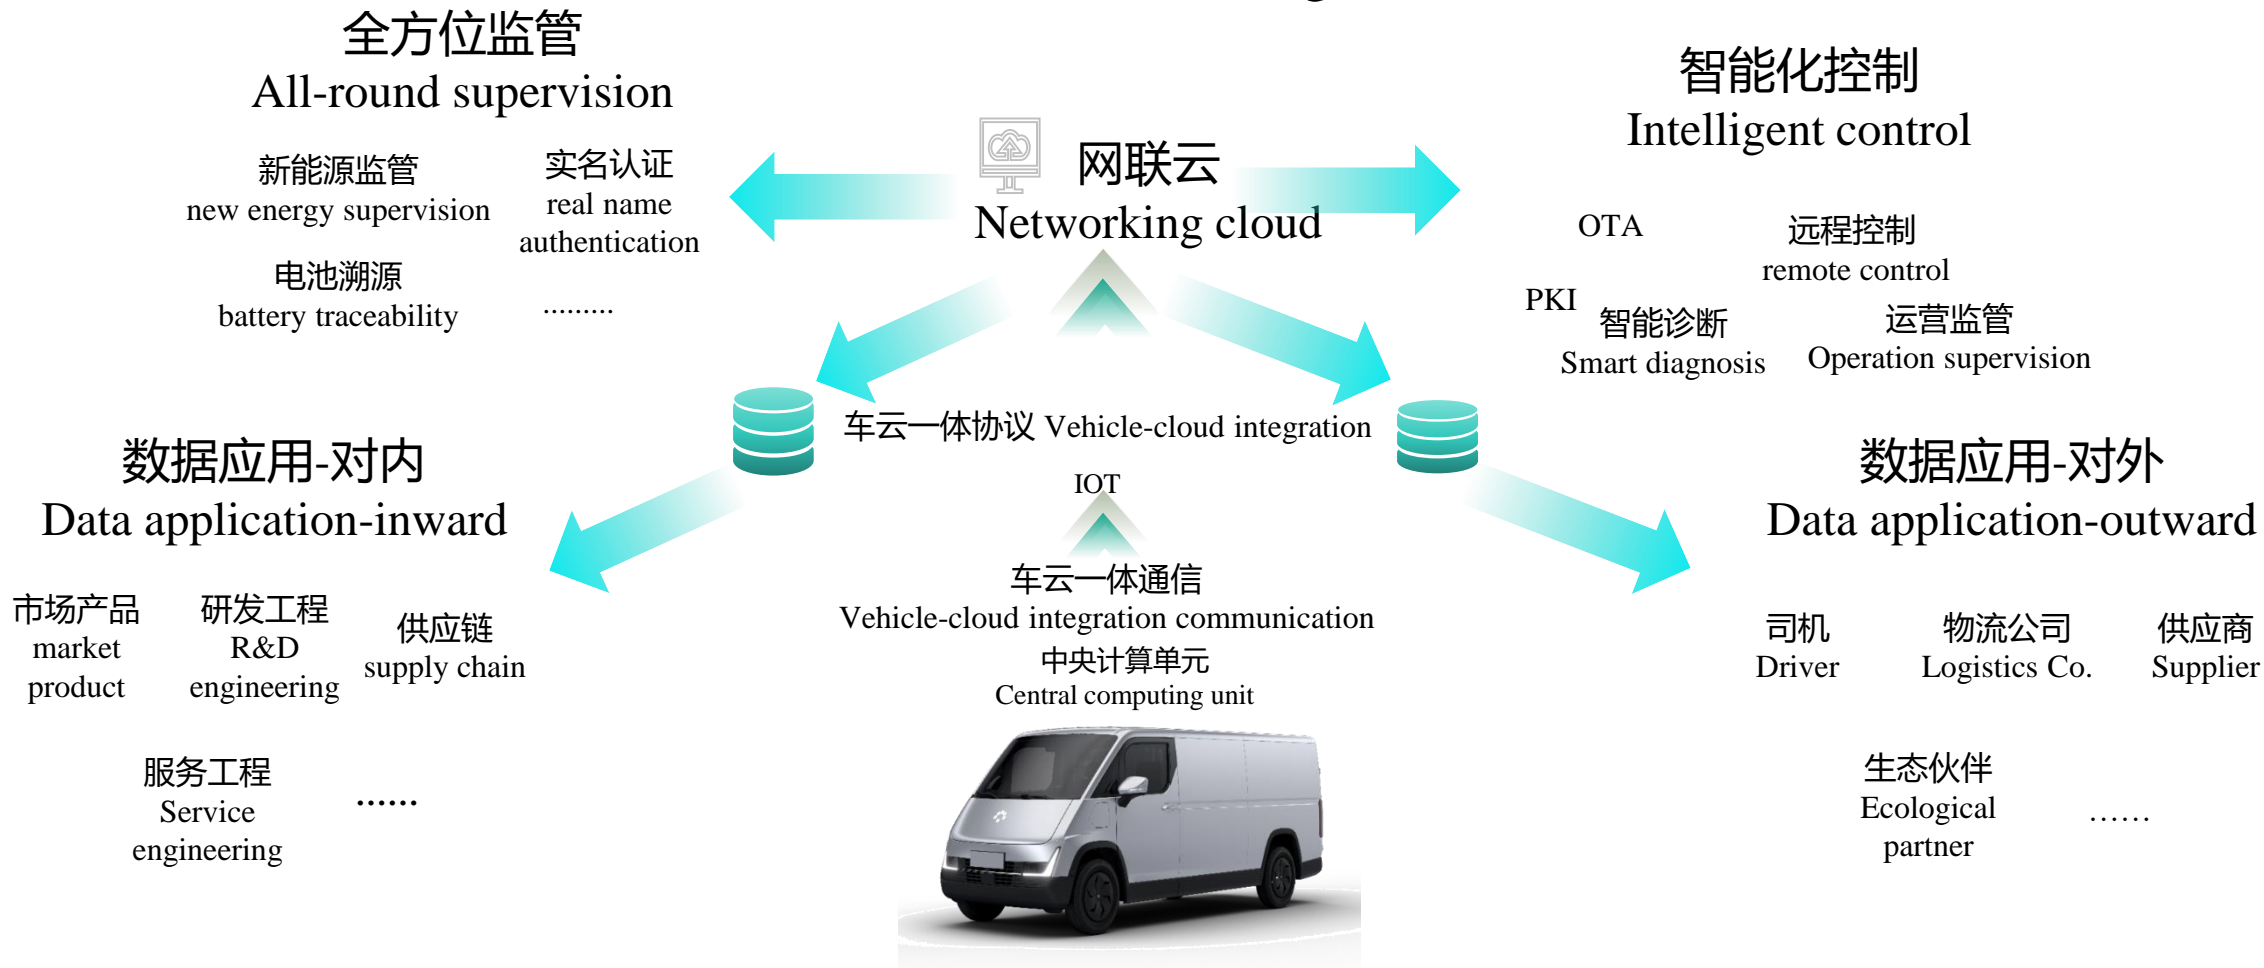 全方位监管
All-round supervision
新能源监管
new energy supervision
实名认证
real name
authentication
电池溯源
battery traceability
.........
网联云
Networking cloud
智能化控制
Intelligent control
OTA
远程控制
remote control
PKI
智能诊断
Smart diagnosis
运营监管
Operation supervision
车云一体协议 Vehicle-cloud integration
IOT
车云一体通信
Vehicle-cloud integration communication
中央计算单元
Central computing unit
数据应用-对内
Data application-inward
市场产品
market
product
研发工程
R&D
engineering
供应链
supply chain
服务工程
Service
engineering
......
数据应用-对外
Data application-outward
司机
Driver
物流公司
Logistics Co.
供应商
Supplier
生态伙伴
Ecological
partner
……